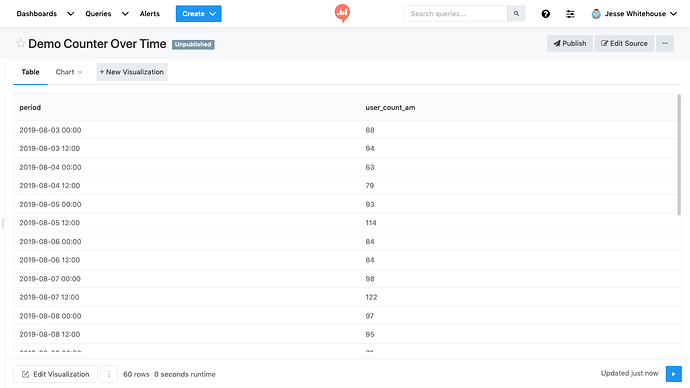 Dashboards Queries Alerts Create Search queries... Jesse Whitehouse
Demo Counter Over Time Unpublished Publish Edit Source
Table Chart × + New Visualization
period user_count_am
2019-08-03 00:00 88
2019-08-03 12:00 94
2019-08-04 00:00 63
2019-08-04 12:00 79
2019-08-05 00:00 93
2019-08-05 12:00 114
2019-08-06 00:00 84
2019-08-06 12:00 84
2019-08-07 00:00 98
2019-08-07 12:00 122
2019-08-08 00:00 97
2019-08-08 12:00 95
Edit Visualization 60 rows 0 seconds runtime Updated just now